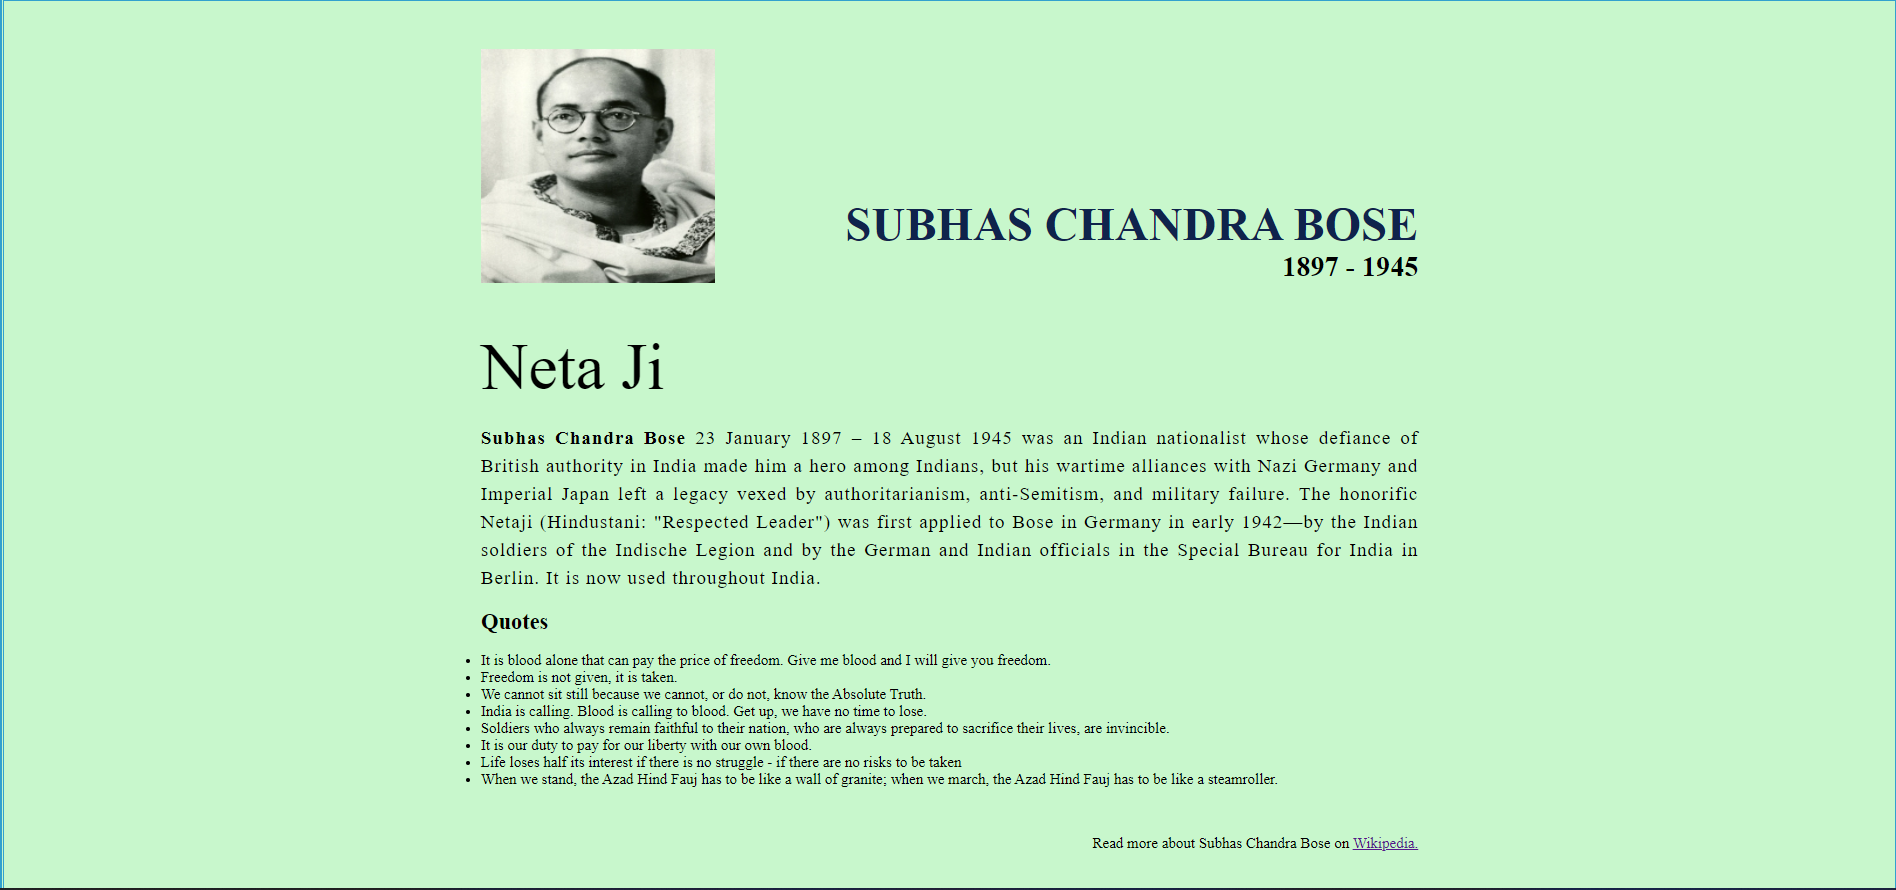 SUBHAS CHANDRA BOSE
1897 - 1945
Neta Ji
Subhas Chandra Bose 23 January 1897 – 18 August 1945 was an Indian nationalist whose defiance of
British authority in India made him a hero among Indians, but his wartime alliances with Nazi Germany and
Imperial Japan left a legacy vexed by authoritarianism, anti-Semitism, and military failure. The honorific
Netaji (Hindustani: "Respected Leader") was first applied to Bose in Germany in early 1942—by the Indian
soldiers of the Indische Legion and by the German and Indian officials in the Special Bureau for India in
Berlin. It is now used throughout India.
Quotes
• It is blood alone that can pay the price of freedom. Give me blood and I will give you freedom.
• Freedom is not given, it is taken.
• We cannot sit still because we cannot, or do not, know the Absolute Truth.
• India is calling. Blood is calling to blood. Get up, we have no time to lose.
• Soldiers who always remain faithful to their nation, who are always prepared to sacrifice their lives, are invincible.
• It is our duty to pay for our liberty with our own blood.
• Life loses half its interest if there is no struggle - if there are no risks to be taken
• When we stand, the Azad Hind Fauj has to be like a wall of granite; when we march, the Azad Hind Fauj has to be like a steamroller.
Read more about Subhas Chandra Bose on Wikipedia.